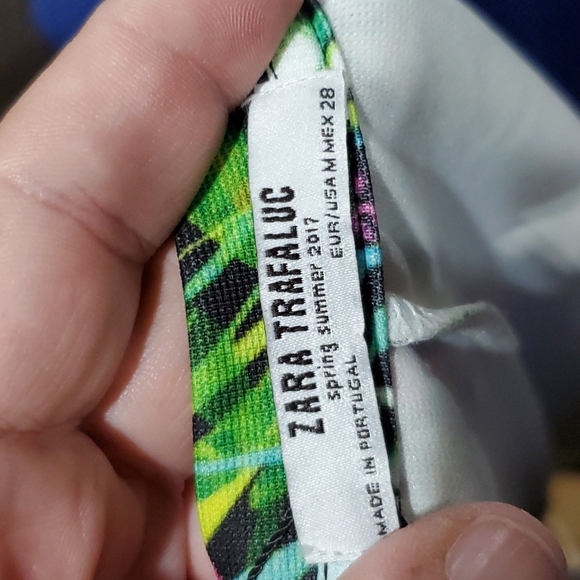 ZARA TRAFALUC
spring summer 2017
EUR/USA M MEX 28
MADE IN PORTUGAL